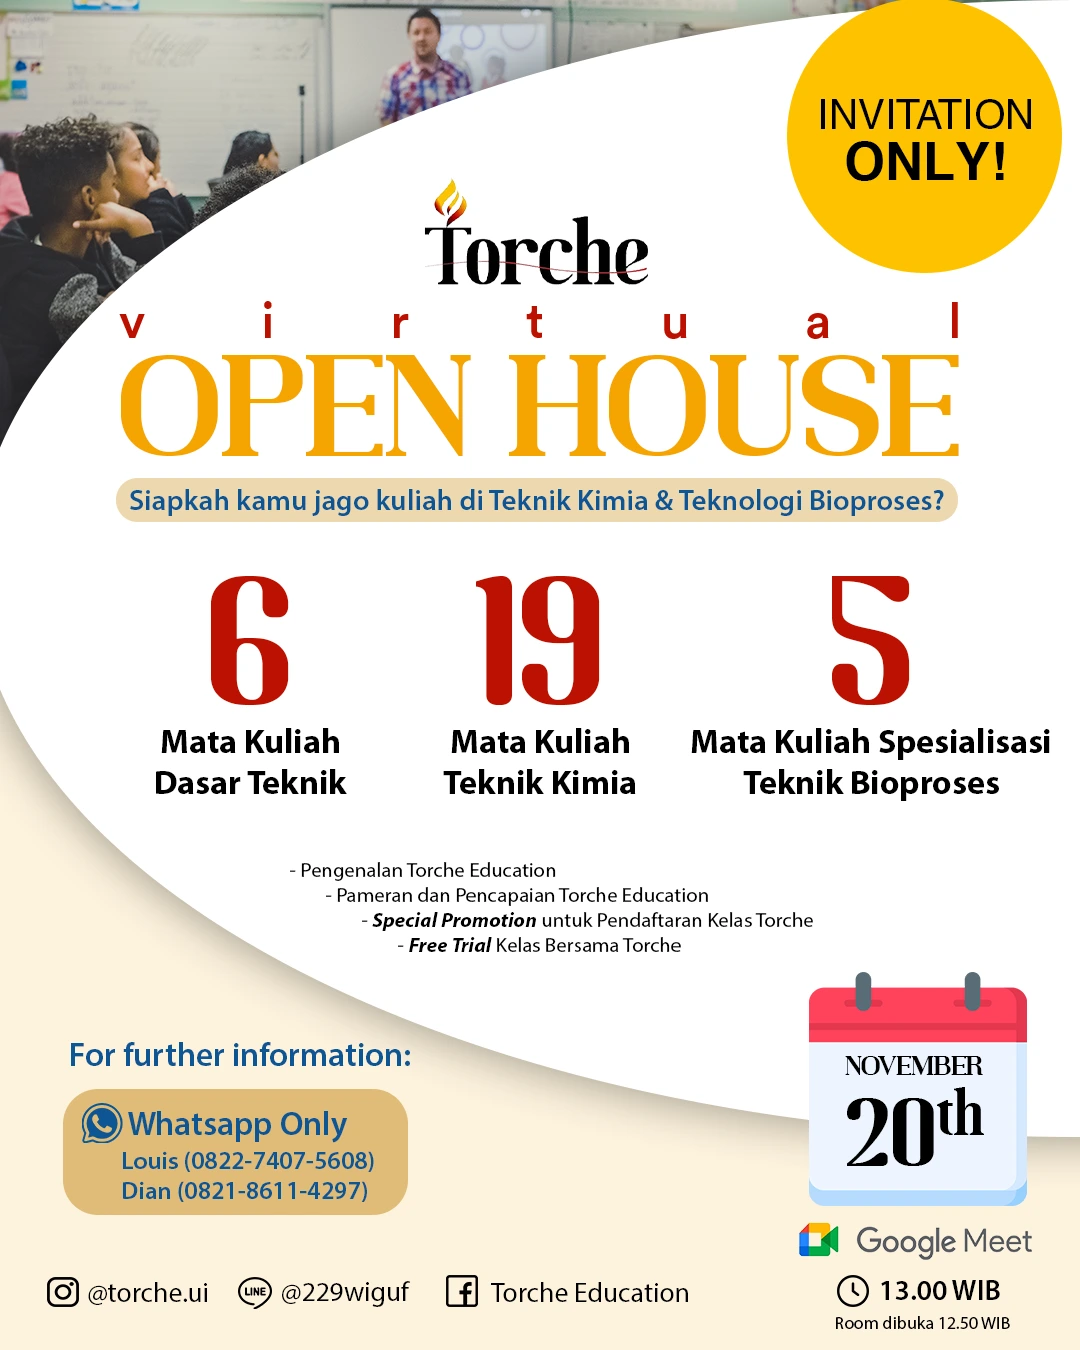 INVITATION
ONLY!
Torche
virtual
OPEN HOUSE
Siapkah kamu jago kuliah di Teknik Kimia & Teknologi Bioproses?
6
Mata Kuliah
Dasar Teknik
19
Mata Kuliah
Teknik Kimia
5
Mata Kuliah Spesialisasi
Teknik Bioproses
- Pengenalan Torche Education
- Pameran dan Pencapaian Torche Education
- Special Promotion untuk Pendaftaran Kelas Torche
- Free Trial Kelas Bersama Torche
For further information:
Whatsapp Only
Louis (0822-7407-5608)
Dian (0821-8611-4297)
NOVEMBER
20th
Google Meet
13.00 WIB
Room dibuka 12.50 WIB
@torche.ui
LINE
@229wiguf
Torche Education